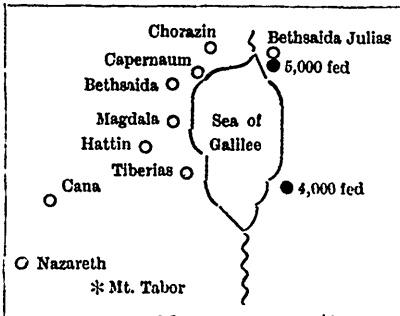 Chorazin
Bethsaida Julias
Capernaum
5,000 fed
Bethsaida
Magdala
Sea of
Galilee
Hattin
Tiberias
Cana
4,000 fed
Nazareth
* Mt. Tabor